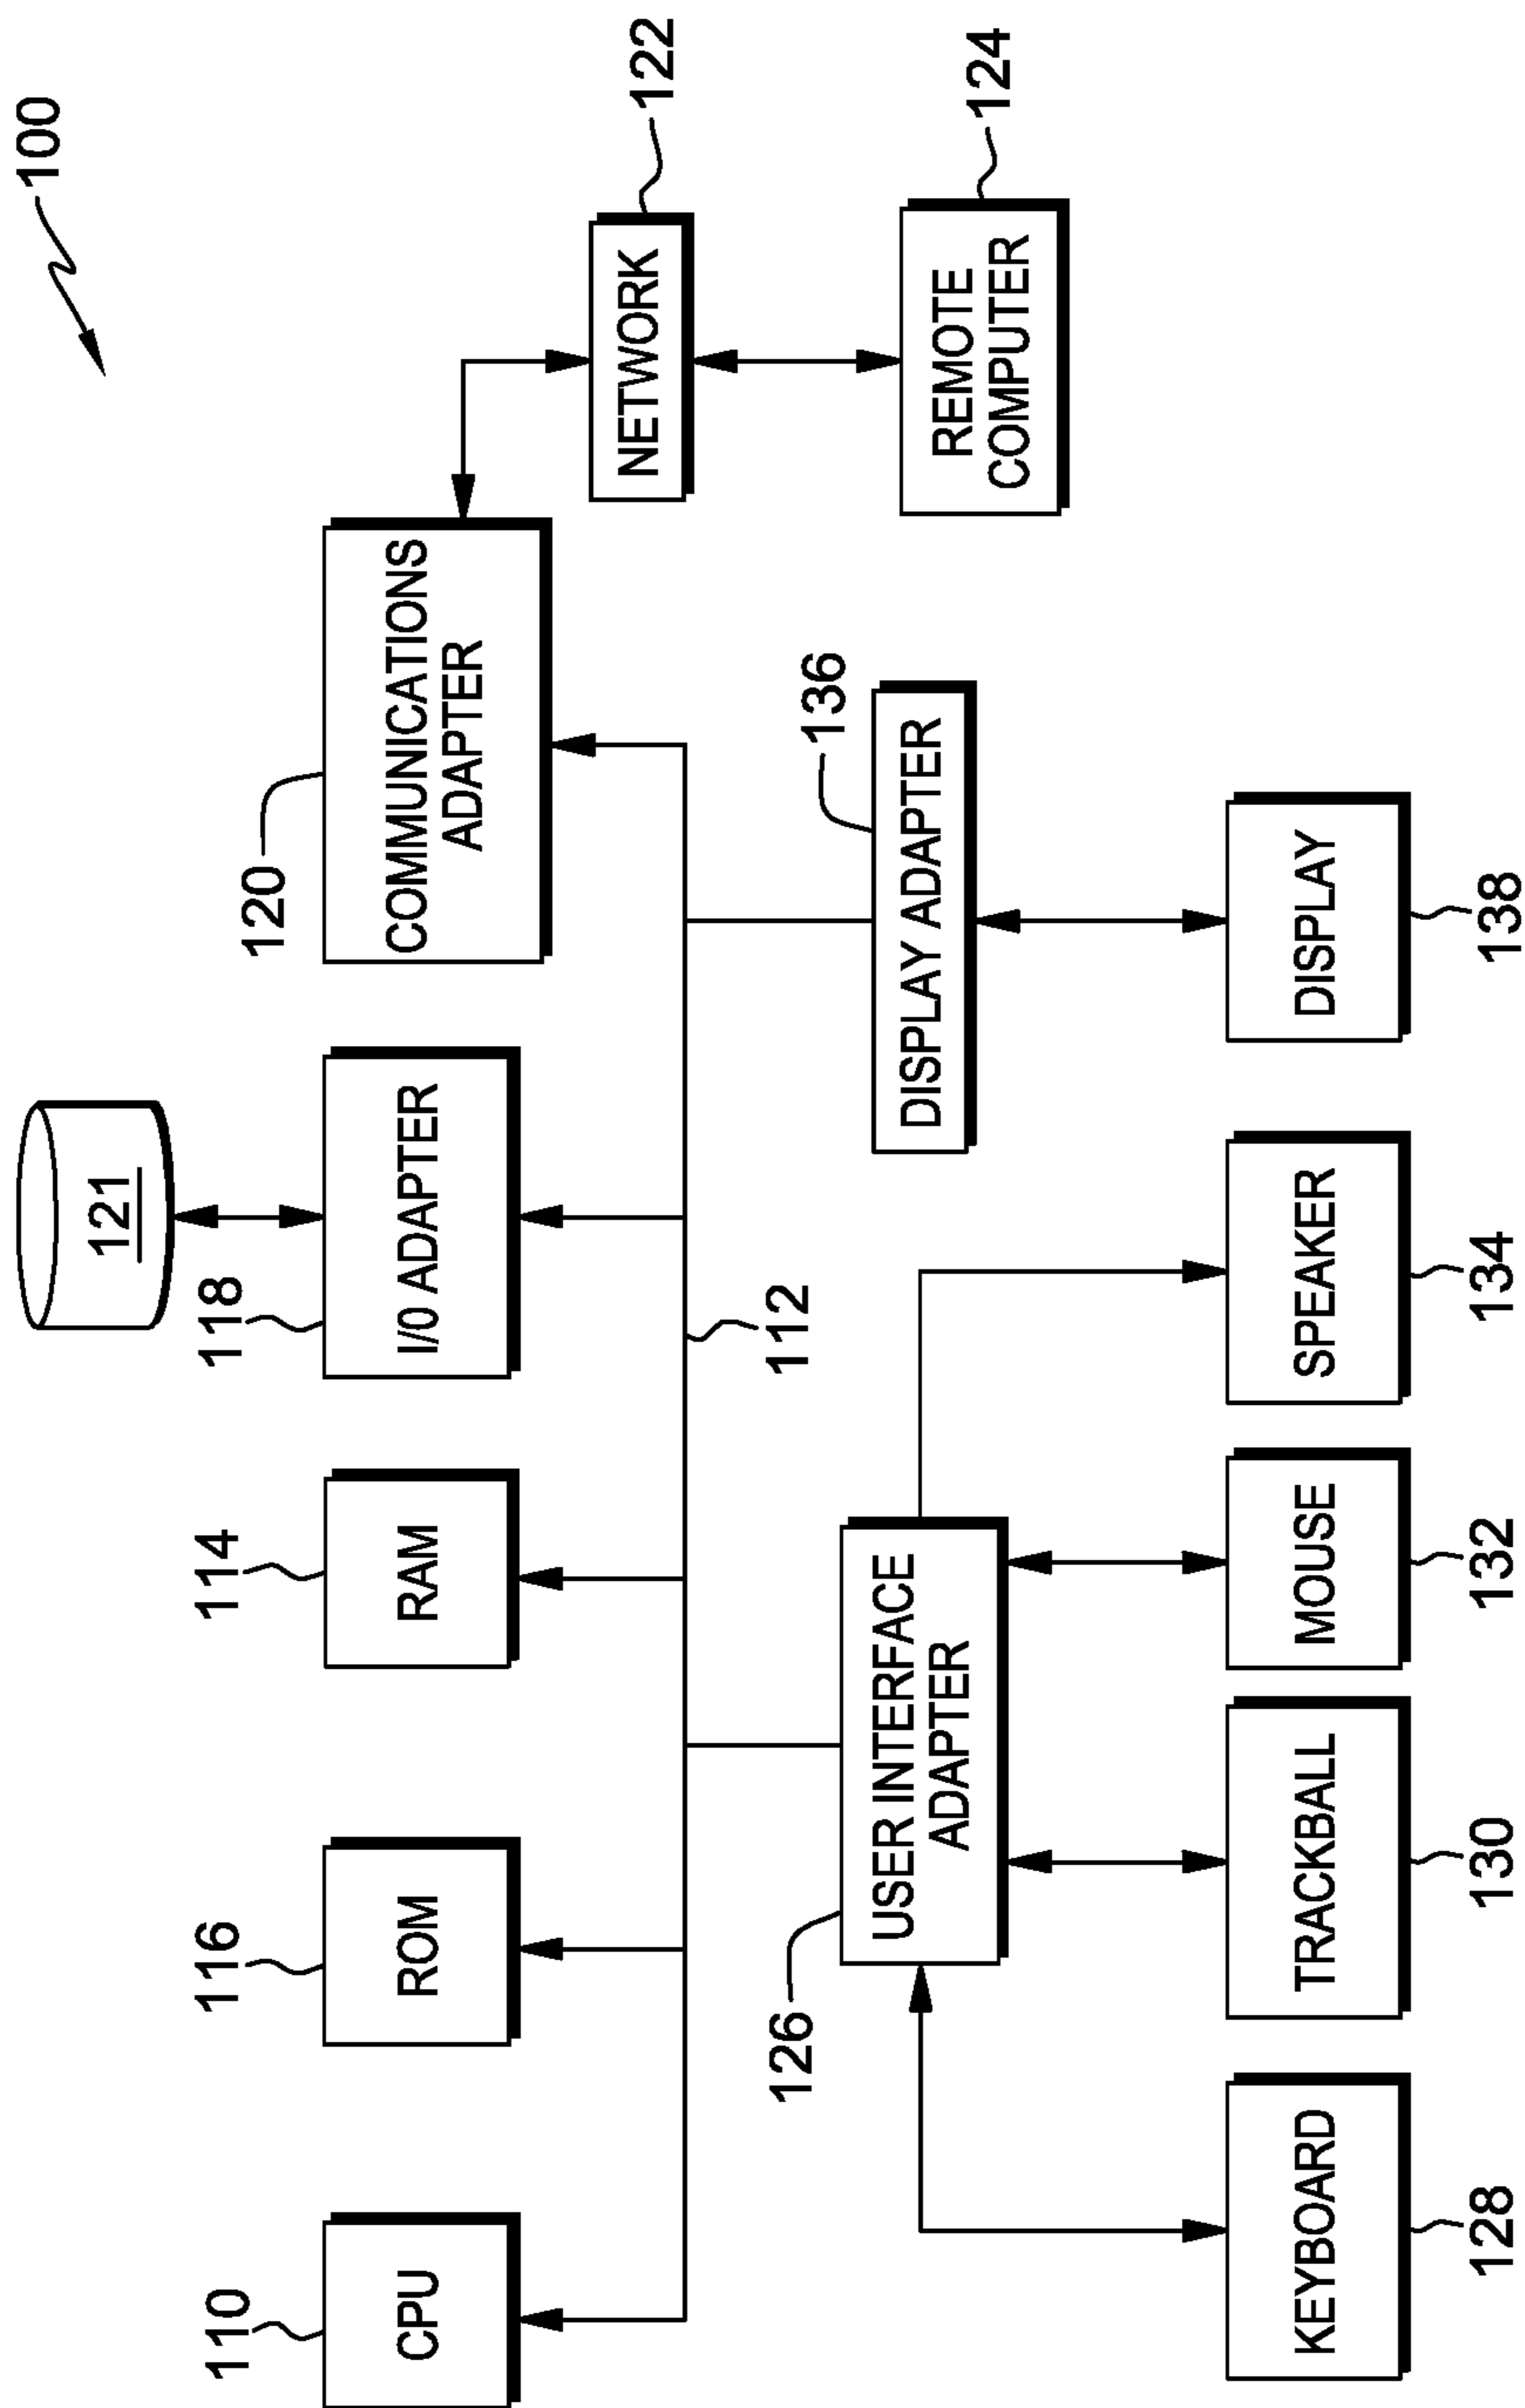 100
121
110
116
114
118
120
CPU
ROM
RAM
I/0 ADAPTER
COMMUNICATIONS
ADAPTER
122
NETWORK
112
126
136
USER INTERFACE
ADAPTER
DISPLAY ADAPTER
REMOTE
COMPUTER
124
KEYBOARD
TRACKBALL
MOUSE
SPEAKER
DISPLAY
128
130
132
134
138